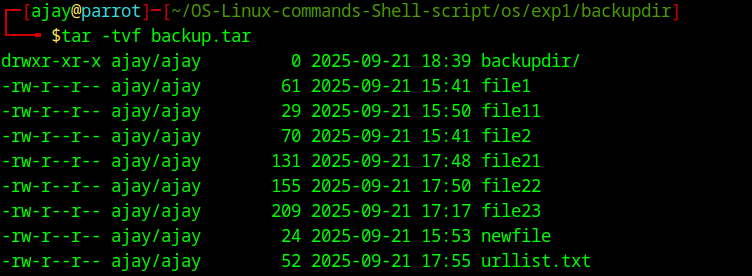 ┌─[ajay@parrot]─[~/OS-Linux-commands-Shell-script/os/exp1/backupdir]
└──╼ $tar -tvf backup.tar
drwxr-xr-x ajay/ajay         0 2025-09-21 18:39 backupdir/
-rw-r--r-- ajay/ajay        61 2025-09-21 15:41 file1
-rw-r--r-- ajay/ajay        29 2025-09-21 15:50 file11
-rw-r--r-- ajay/ajay        70 2025-09-21 15:41 file2
-rw-r--r-- ajay/ajay       131 2025-09-21 17:48 file21
-rw-r--r-- ajay/ajay       155 2025-09-21 17:50 file22
-rw-r--r-- ajay/ajay       209 2025-09-21 17:17 file23
-rw-r--r-- ajay/ajay        24 2025-09-21 15:53 newfile
-rw-r--r-- ajay/ajay        52 2025-09-21 17:55 urllist.txt